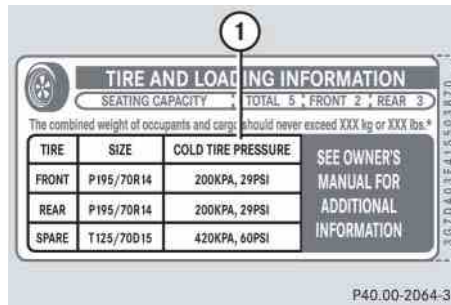 1
TIRE AND LOADING INFORMATION
SEATING CAPACITY TOTAL 5 FRONT 2 REAR 3
The combined weight of occupants and cargo should never exceed XXX kg or XXX lbs.*
TIRE SIZE COLD TIRE PRESSURE
FRONT P195/70R14 200KPA, 29PSI
REAR P195/70R14 200KPA, 29PSI
SPARE T125/70D15 420KPA, 60PSI
SEE OWNER'S
MANUAL FOR
ADDITIONAL
INFORMATION
P40.00-2064-3